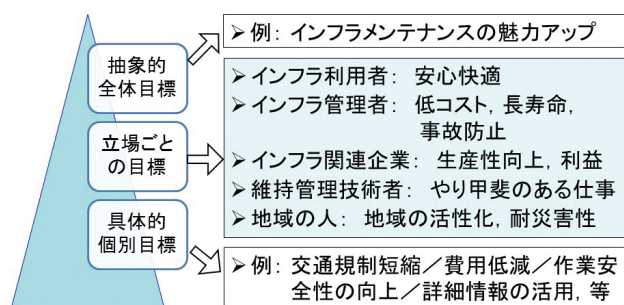 抽象的
全体目標
➢例： インフラメンテナンスの魅力アップ
立場ごと
の目標
➢インフラ利用者： 安心快適
➢インフラ管理者： 低コスト，長寿命，
事故防止
➢インフラ関連企業： 生産性向上，利益
➢維持管理技術者： やり甲斐のある仕事
➢地域の人： 地域の活性化，耐災害性
具体的
個別目標
➢例： 交通規制短縮／費用低減／作業安
全性の向上／詳細情報の活用，等